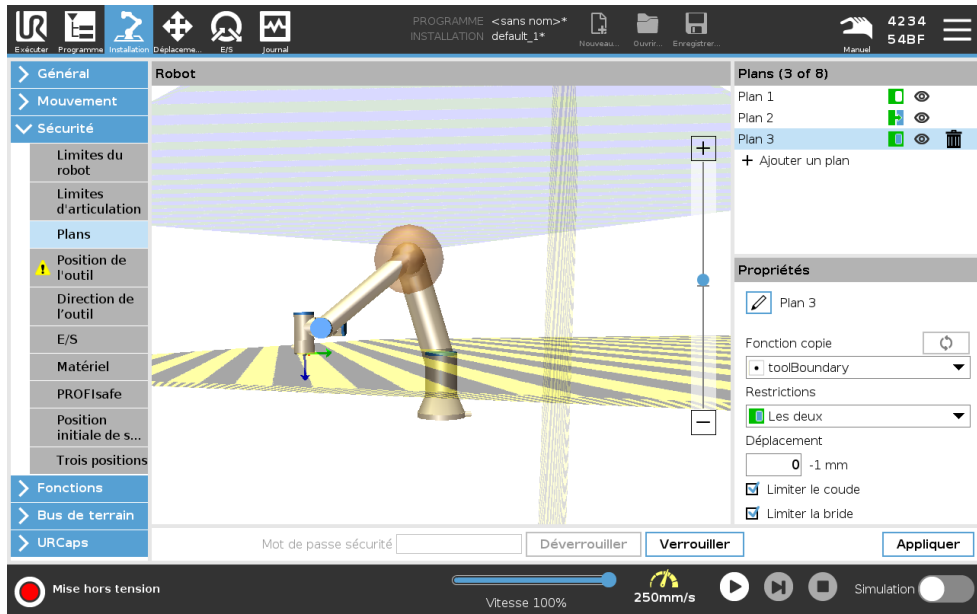 PROGRAMME <sans nom>*
INSTALLATION default_1*
Exécuter Programme Installation Déplaceme... E/S Journal
Nouveau... Ouvrir... Enregistrer...
Manuel
4234
54BF
Général
Mouvement
Sécurité
Limites du
robot
Limites
d'articulation
Plans
Position de
l'outil
Direction de
l’outil
E/S
Matériel
PROFIsafe
Position
initiale de s...
Trois positions
Fonctions
Bus de terrain
URCaps
Robot
Plans (3 of 8)
Plan 1
Plan 2
Plan 3
+ Ajouter un plan
Propriétés
Plan 3
Fonction copie
toolBoundary
Restrictions
Les deux
Déplacement
0 -1 mm
Limiter le coude
Limiter la bride
Mot de passe sécurité Déverrouiller Verrouiller Appliquer
Mise hors tension
Vitesse 100%
250mm/s
Simulation